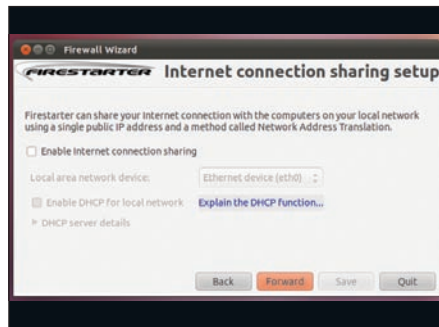 Firewall Wizard
FIRESTARTER Internet connection sharing setup
Firestarter can share your Internet connection with the computers on your local network
using a single public IP address and a method called Network Address Translation.
Enable Internet connection sharing
Local area network device: Ethernet device (eth0)
Enable DHCP for local network Explain the DHCP function...
DHCP server details
Back Forward Save Quit